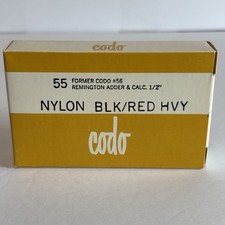 codo
55 FORMER CODO #56
REMINGTON ADDER & CALC. 1/2"
NYLON BLK/RED HVY
codo